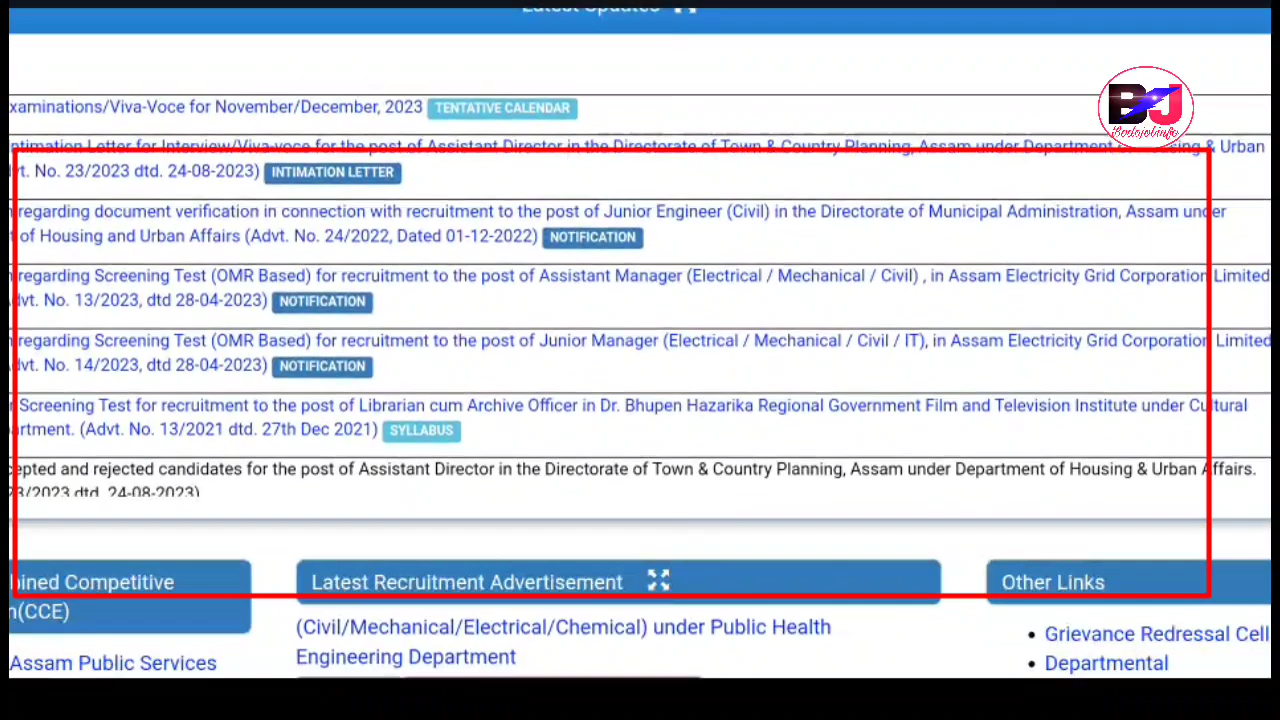 Latest Updates
xaminations/Viva-Voce for November/December, 2023 TENTATIVE CALENDAR
ntimation Letter for Interview/Viva-voce for the post of Assistant Director in the Directorate of Town & Country Planning, Assam under Department of Housing & Urban
vt. No. 23/2023 dtd. 24-08-2023) INTIMATION LETTER
n regarding document verification in connection with recruitment to the post of Junior Engineer (Civil) in the Directorate of Municipal Administration, Assam under
t of Housing and Urban Affairs (Advt. No. 24/2022, Dated 01-12-2022) NOTIFICATION
n regarding Screening Test (OMR Based) for recruitment to the post of Assistant Manager (Electrical / Mechanical / Civil) , in Assam Electricity Grid Corporation Limited
dvt. No. 13/2023, dtd 28-04-2023) NOTIFICATION
n regarding Screening Test (OMR Based) for recruitment to the post of Junior Manager (Electrical / Mechanical / Civil / IT), in Assam Electricity Grid Corporation Limited
dvt. No. 14/2023, dtd 28-04-2023) NOTIFICATION
r Screening Test for recruitment to the post of Librarian cum Archive Officer in Dr. Bhupen Hazarika Regional Government Film and Television Institute under Cultural
artment. (Advt. No. 13/2021 dtd. 27th Dec 2021) SYLLABUS
cepted and rejected candidates for the post of Assistant Director in the Directorate of Town & Country Planning, Assam under Department of Housing & Urban Affairs.
23/2023 dtd. 24-08-2023)
bined Competitive
n(CCE)
Assam Public Services
Latest Recruitment Advertisement
(Civil/Mechanical/Electrical/Chemical) under Public Health
Engineering Department
Other Links
• Grievance Redressal Cell
• Departmental
BJ
Bodojobinfo